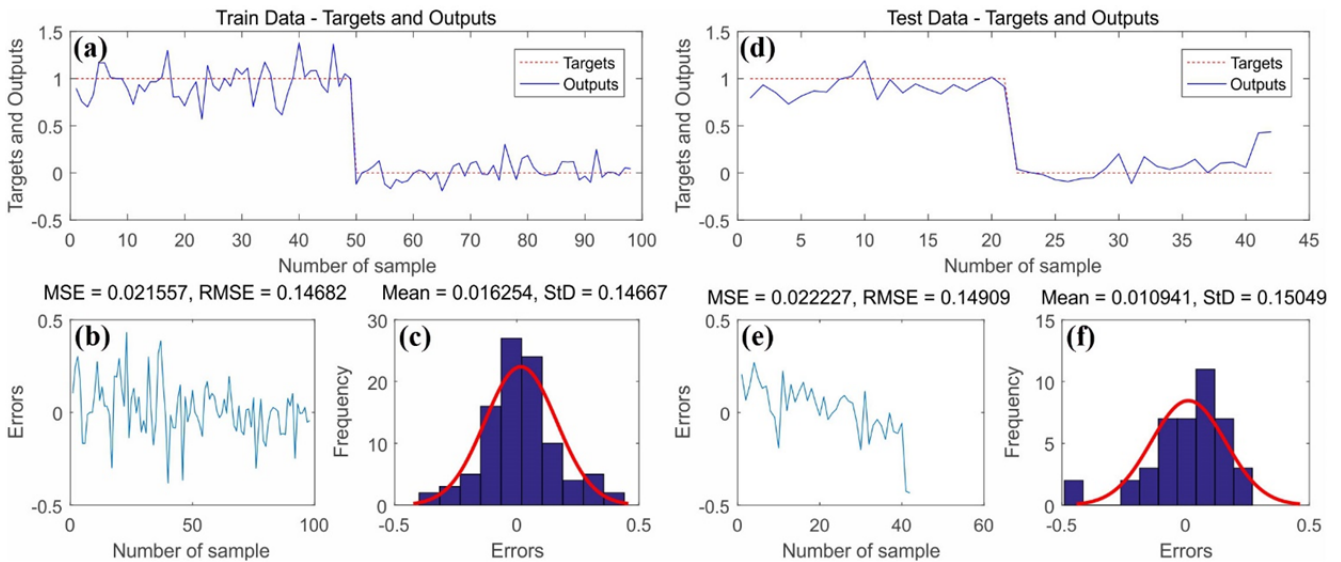 Train Data - Targets and Outputs
(a)
Targets
Outputs
Targets and Outputs
1.5
1
0.5
0
-0.5
0 10 20 30 40 50 60 70 80 90 100
Number of sample
Test Data - Targets and Outputs
(d)
Targets
Outputs
Targets and Outputs
1.5
1
0.5
0
-0.5
0 5 10 15 20 25 30 35 40 45
Number of sample
MSE = 0.021557, RMSE = 0.14682
(b)
Errors
0.5
0
-0.5
0 50 100
Number of sample
Mean = 0.016254, StD = 0.14667
(c)
Frequency
30
20
10
0
-0.5 0 0.5
Errors
MSE = 0.022227, RMSE = 0.14909
(e)
Errors
0.5
0
-0.5
0 20 40 60
Number of sample
Mean = 0.010941, StD = 0.15049
(f)
Frequency
15
10
5
0
-0.5 0 0.5
Errors